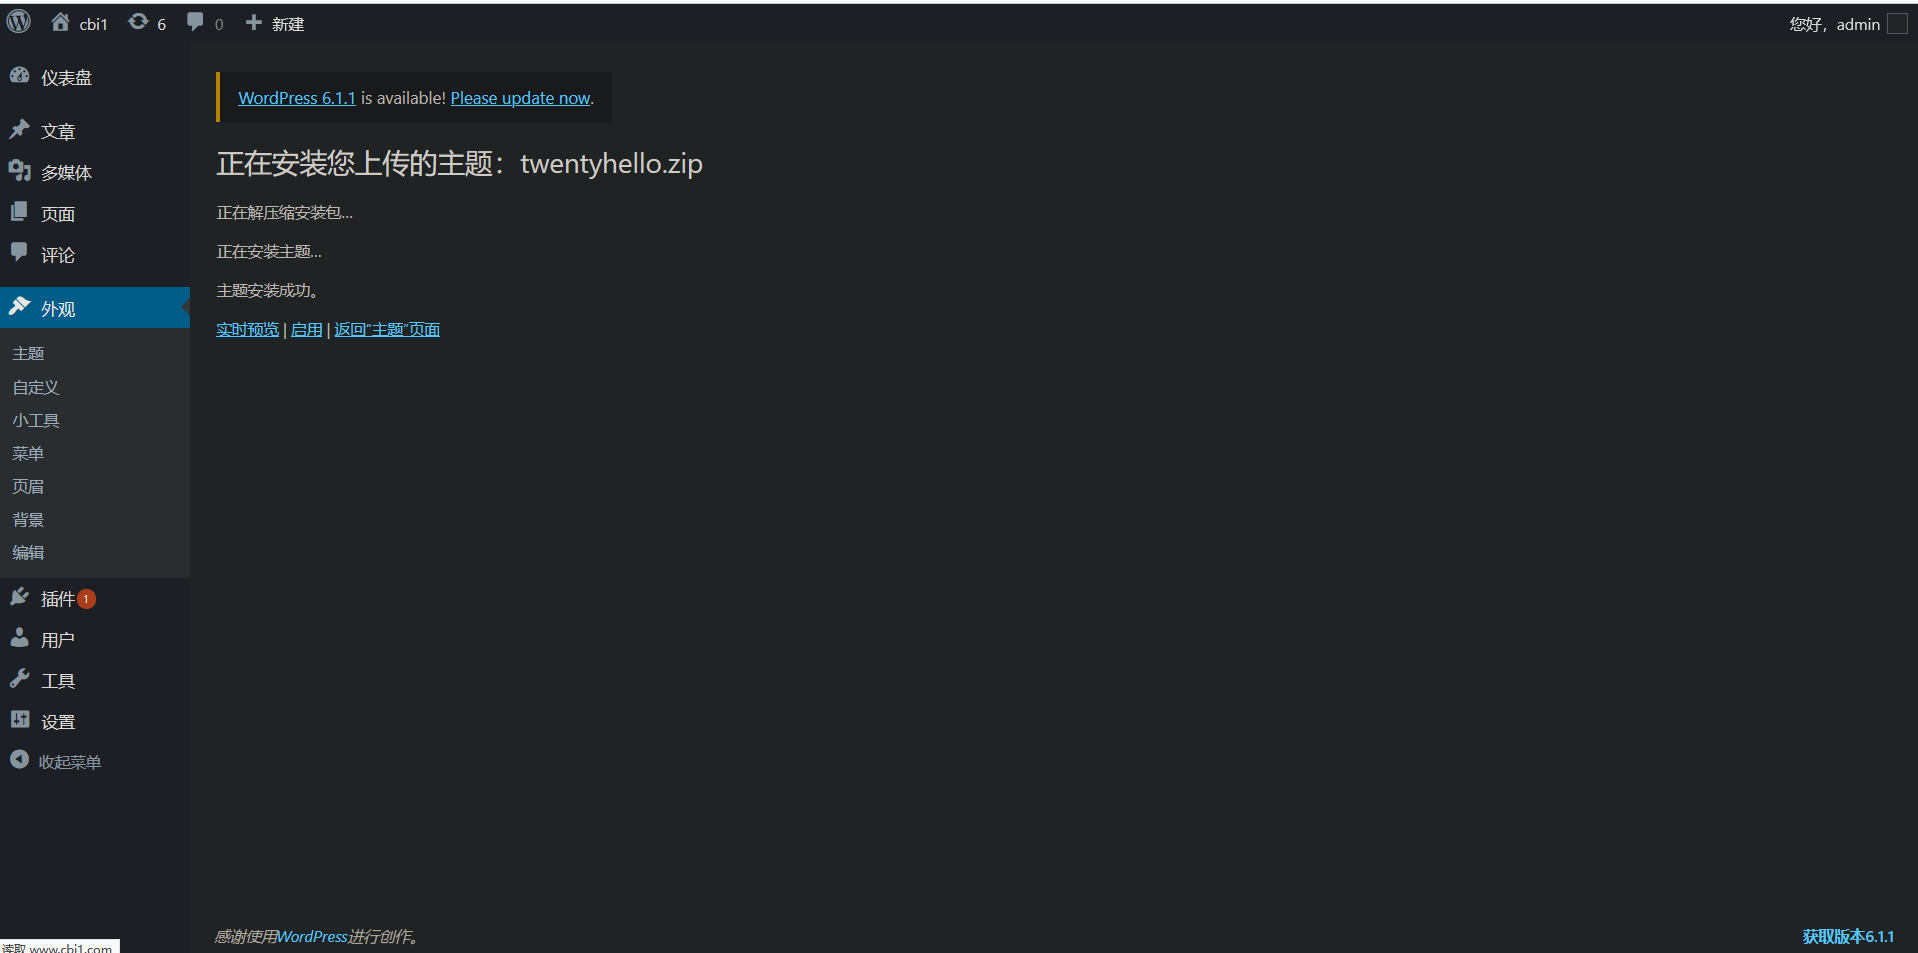 cbi1 6 0 新建
您好，admin
仪表盘
文章
多媒体
页面
评论
外观
主题
自定义
小工具
菜单
页眉
背景
编辑
插件 1
用户
工具
设置
收起菜单
WordPress 6.1.1 is available! Please update now.
正在安装您上传的主题：twentyhello.zip
正在解压缩安装包…
正在安装主题…
主题安装成功。
实时预览 | 启用 | 返回“主题”页面
感谢使用WordPress进行创作。
获取版本6.1.1
读取 www.cbi1.com